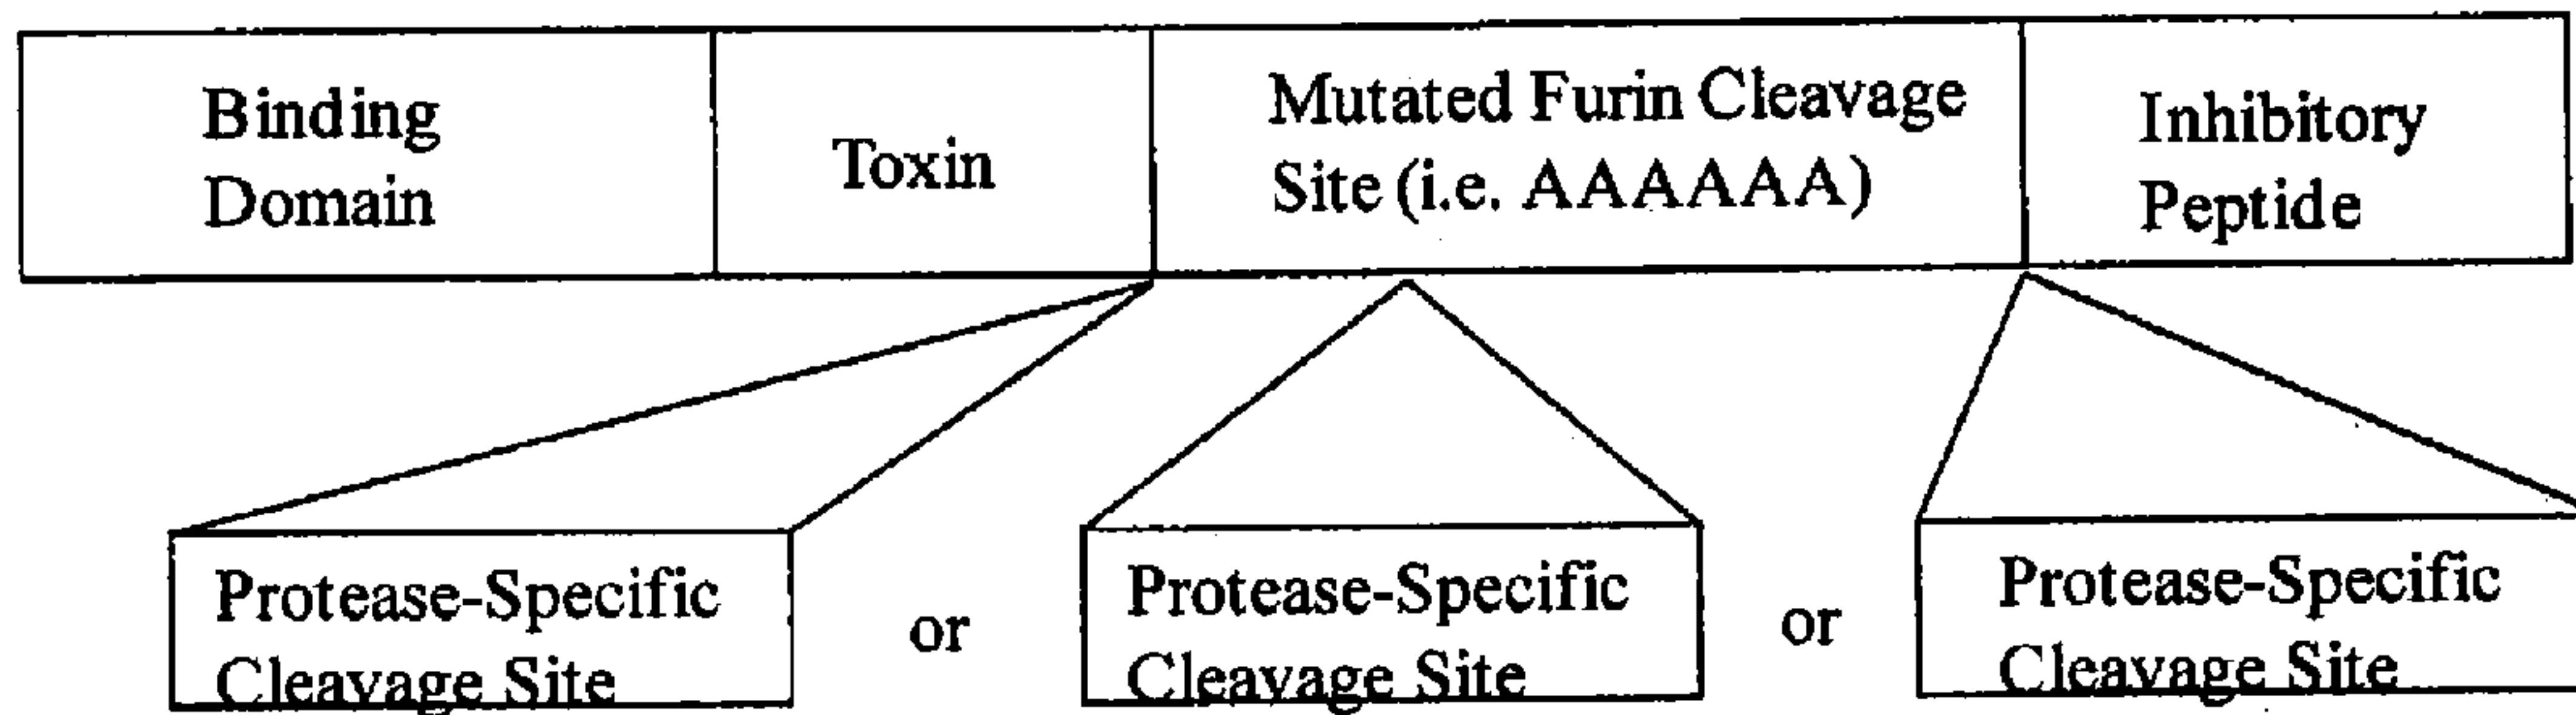 Binding
Domain
Toxin
Mutated Furin Cleavage
Site (i.e. AAAAAA)
Inhibitory
Peptide
Protease-Specific
Cleavage Site
or
Protease-Specific
Cleavage Site
or
Protease-Specific
Cleavage Site